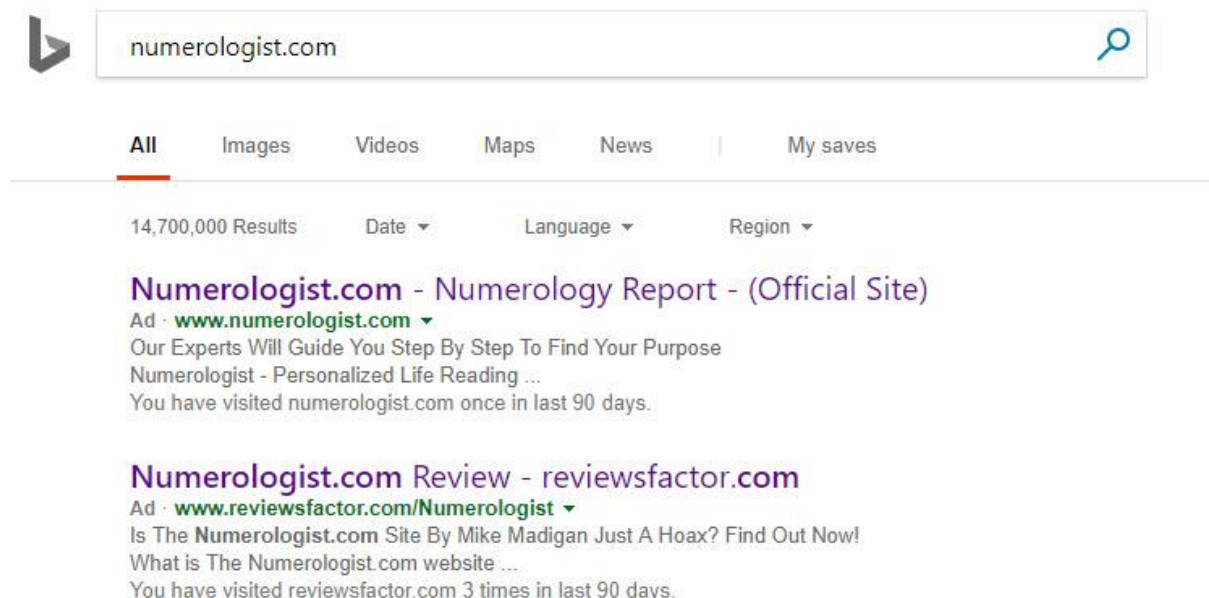 numerologist.com
All Images Videos Maps News | My saves
14,700,000 Results Date Language Region
Numerologist.com - Numerology Report - (Official Site)
Ad · www.numerologist.com
Our Experts Will Guide You Step By Step To Find Your Purpose
Numerologist - Personalized Life Reading ...
You have visited numerologist.com once in last 90 days.
Numerologist.com Review - reviewsfactor.com
Ad · www.reviewsfactor.com/Numerologist
Is The Numerologist.com Site By Mike Madigan Just A Hoax? Find Out Now!
What is The Numerologist.com website ...
You have visited reviewsfactor.com 3 times in last 90 days.